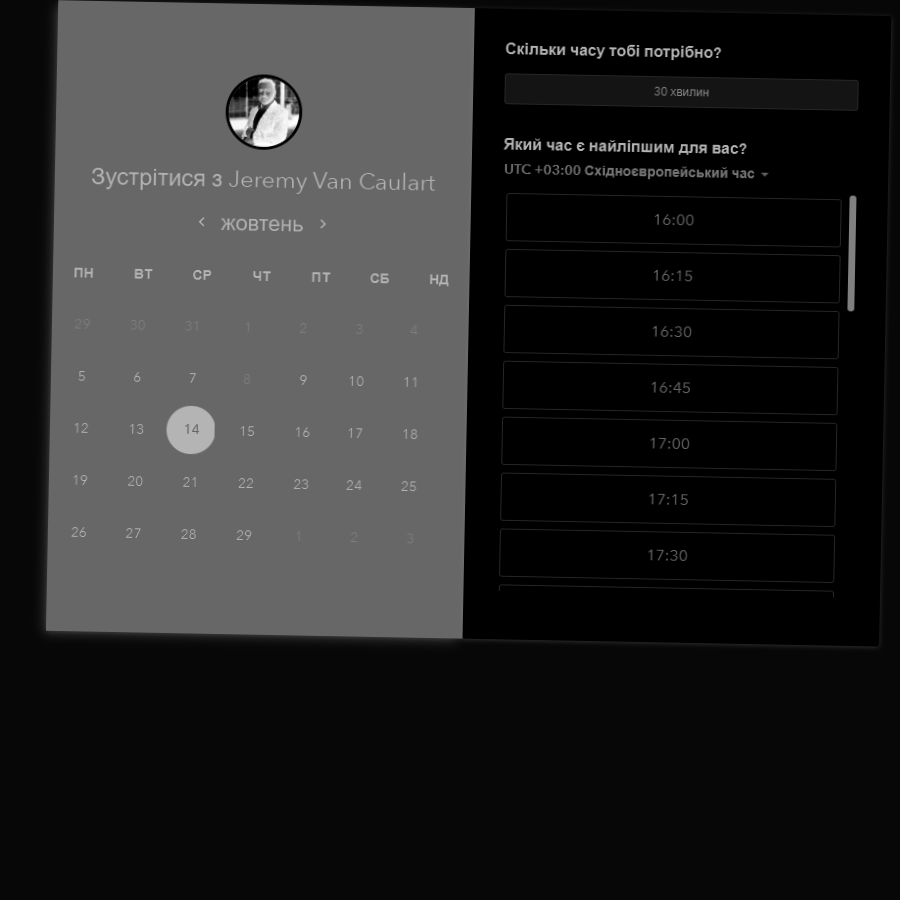 Зустрітися з Jeremy Van Caulart
жовтень
ПН ВТ СР ЧТ ПТ СБ НД
29 30 31 1 2 3 4
5 6 7 8 9 10 11
12 13 14 15 16 17 18
19 20 21 22 23 24 25
26 27 28 29 1 2 3
Скільки часу тобі потрібно?
30 хвилин
Який час є найліпшим для вас?
UTC +03:00 Східноєвропейський час
16:00
16:15
16:30
16:45
17:00
17:15
17:30